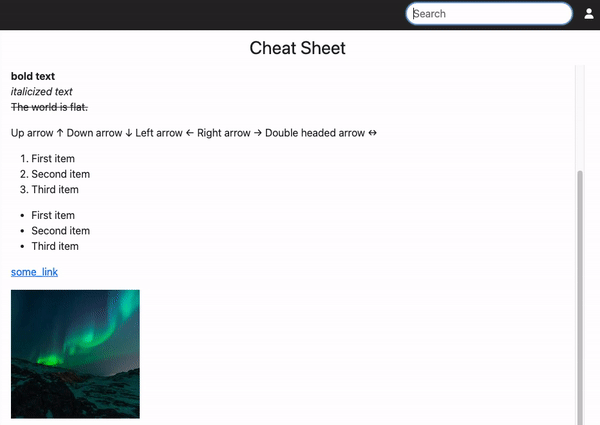 Search
Cheat Sheet
bold text
italicized text
The world is flat.
Up arrow ↑ Down arrow ↓ Left arrow ← Right arrow → Double headed arrow ↔
1. First item
2. Second item
3. Third item
• First item
• Second item
• Third item
some_link